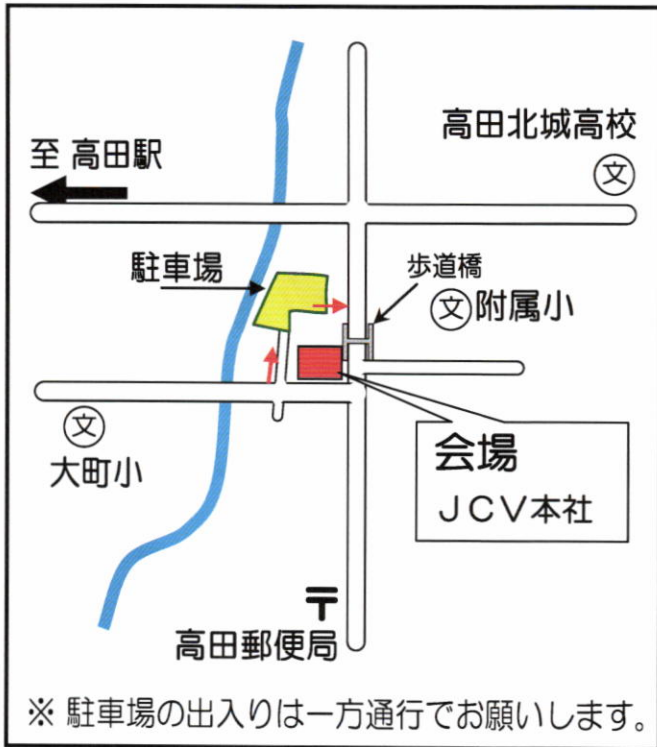 高田北城高校
至 高田駅
文
駐車場
歩道橋
文 附属小
文
大町小
会場
JCV本社
〒
高田郵便局
※ 駐車場の出入りは一方通行でお願いします。